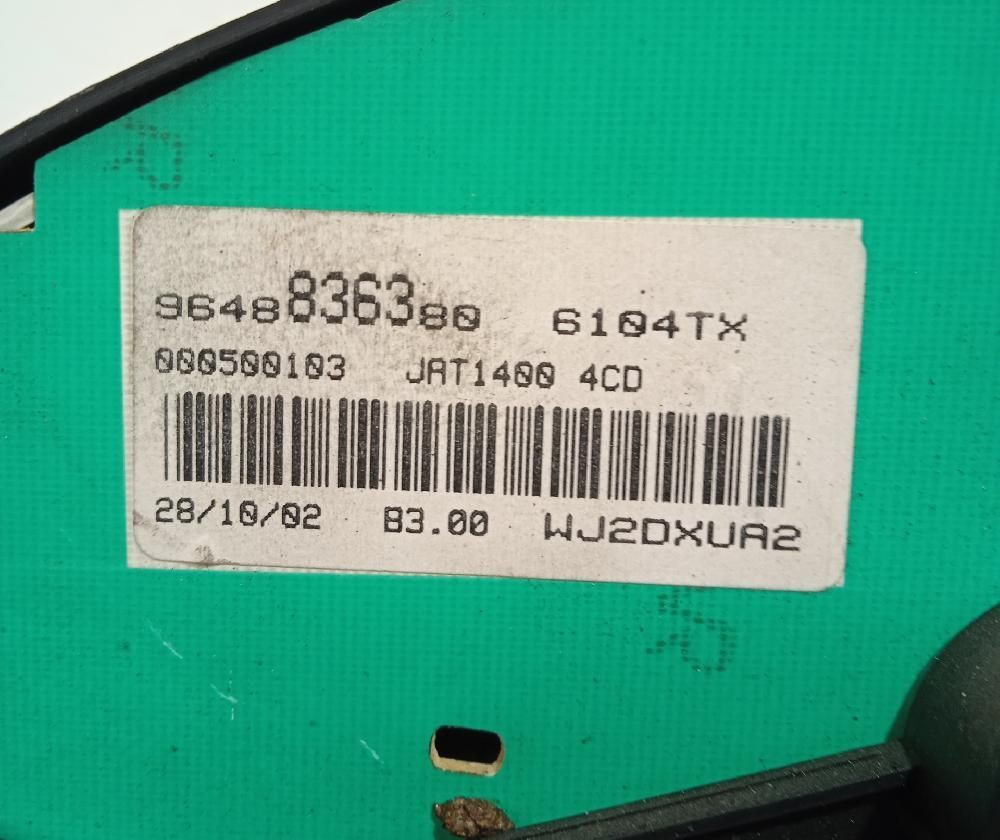 9648836380 6104TX
000500103 JAT1400 4CD
28/10/02 B3.00 WJ2DXUA2